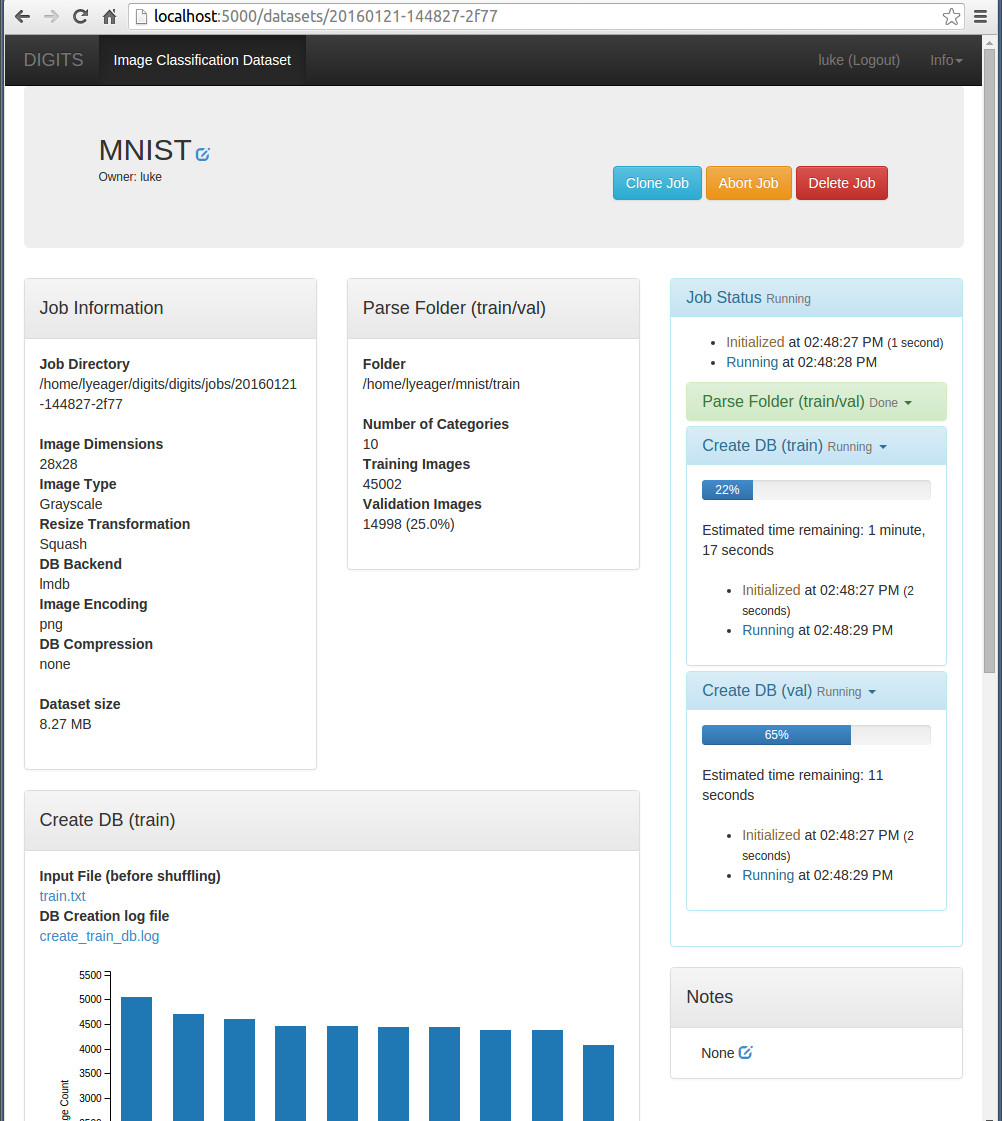 localhost:5000/datasets/20160121-144827-2f77
DIGITS Image Classification Dataset luke (Logout) Info
MNIST
Owner: luke
Clone Job Abort Job Delete Job
Job Information
Job Directory
/home/lyeager/digits/digits/jobs/20160121
-144827-2f77
Image Dimensions
28x28
Image Type
Grayscale
Resize Transformation
Squash
DB Backend
lmdb
Image Encoding
png
DB Compression
none
Dataset size
8.27 MB
Parse Folder (train/val)
Folder
/home/lyeager/mnist/train
Number of Categories
10
Training Images
45002
Validation Images
14998 (25.0%)
Job Status Running
Initialized at 02:48:27 PM (1 second)
Running at 02:48:28 PM
Parse Folder (train/val) Done
Create DB (train) Running
22%
Estimated time remaining: 1 minute,
17 seconds
Initialized at 02:48:27 PM (2
seconds)
Running at 02:48:29 PM
Create DB (val) Running
65%
Estimated time remaining: 11
seconds
Initialized at 02:48:27 PM (2
seconds)
Running at 02:48:29 PM
Create DB (train)
Input File (before shuffling)
train.txt
DB Creation log file
create_train_db.log
5500
5000
4500
4000
3500
3000
Count
Notes
None